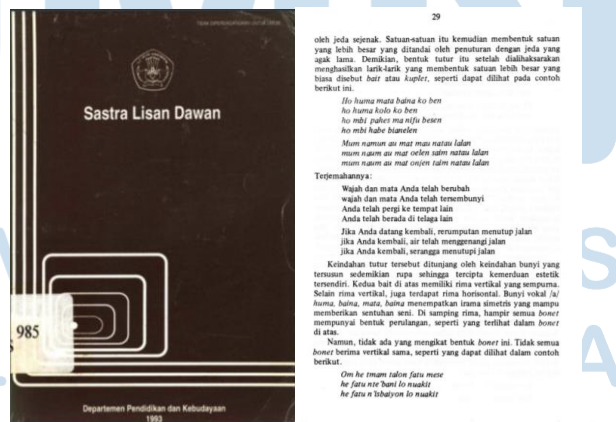 Sastra Lisan Dawan
985
Departemen Pendidikan dan Kebudayaan
1993
29
oleh jeda sejenak. Satuan-satuan itu kemudian membentuk satuan
yang lebih besar yang ditandai oleh penuturan dengan jeda yang
agak lama. Demikian, bentuk tutur itu setelah dialihaksarakan
menghasilkan larik-larik yang membentuk satuan lebih besar yang
biasa disebut bait atau kuplet, seperti dapat dilihat pada contoh
berikut ini.
Ho huma mata baina ko ben
ho huma kolo ko ben
ho mbi pahes ma nifu besen
ho mbi habe bianelen
Mum namun au mat mau natau lalan
mum naum au mat oelen saim natau lalan
mum naum au mat onjen taim natau lalan
Terjemahannya:
Wajah dan mata Anda telah berubah
wajah dan mata Anda telah tersembunyi
Anda telah pergi ke tempat lain
Anda telah berada di telaga lain
Jika Anda datang kembali, rerumputan menutup jalan
jika Anda kembali, air telah menggenangi jalan
jika Anda kembali, serangga menutupi jalan
Keindahan tutur tersebut ditunjang oleh keindahan bunyi yang
tersusun sedemikian rupa sehingga tercipta kemerduan estetik
tersendiri. Kedua bait di atas memiliki rima vertikal yang sempurna.
Selain rima vertikal, juga terdapat rima horisontal. Bunyi vokal /a/
huma, baina, mata, baina menempatkan irama simetris yang mampu
memberikan sentuhan seni. Di samping rima, hampir semua bonet
mempunyai bentuk perulangan, seperti yang terlihat dalam bonet
di atas.
Namun, tidak ada yang mengikat bentuk bonet ini. Tidak semua
bonet berima vertikal sama, seperti yang dapat dilihat dalam contoh
berikut.
Om he tmam talon fatu mese
he fatu nte'bani lo nuakit
he fatu n'isbaiyon lo nuakit